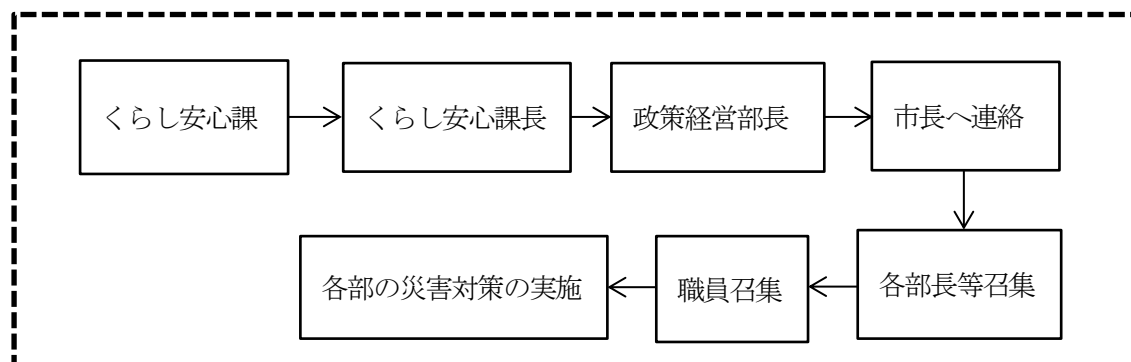 くらし安心課
くらし安心課長
政策経営部長
市長へ連絡
各部長等召集
職員召集
各部の災害対策の実施